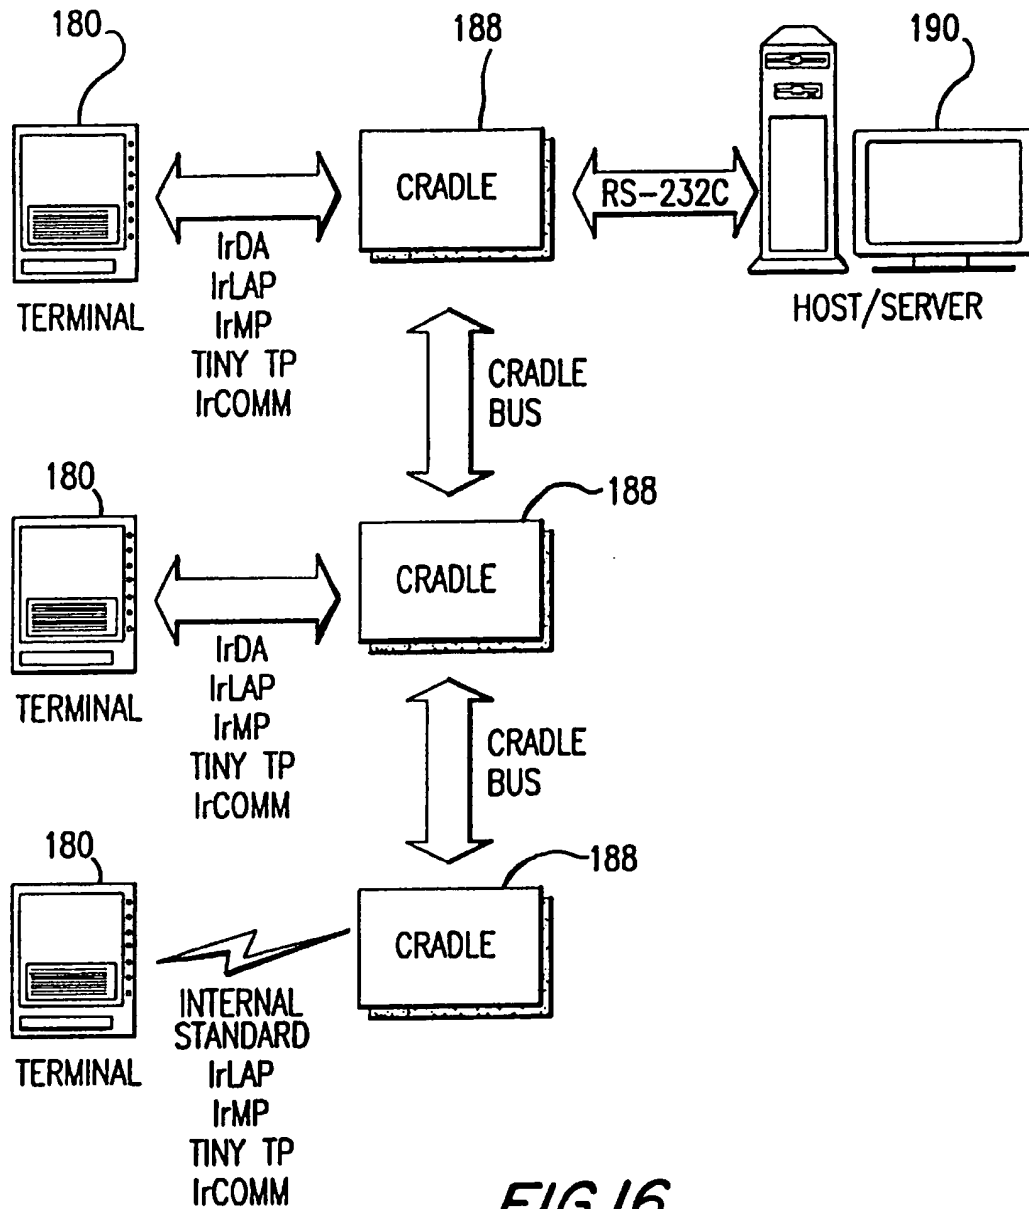 180
188
190
CRADLE
RS-232C
IrDA
IrLAP
IrMP
TINY TP
IrCOMM
TERMINAL
HOST/SERVER
CRADLE
BUS
180
188
CRADLE
IrDA
IrLAP
IrMP
TINY TP
IrCOMM
TERMINAL
CRADLE
BUS
180
188
CRADLE
INTERNAL
STANDARD
IrLAP
IrMP
TINY TP
IrCOMM
TERMINAL
FIG.16